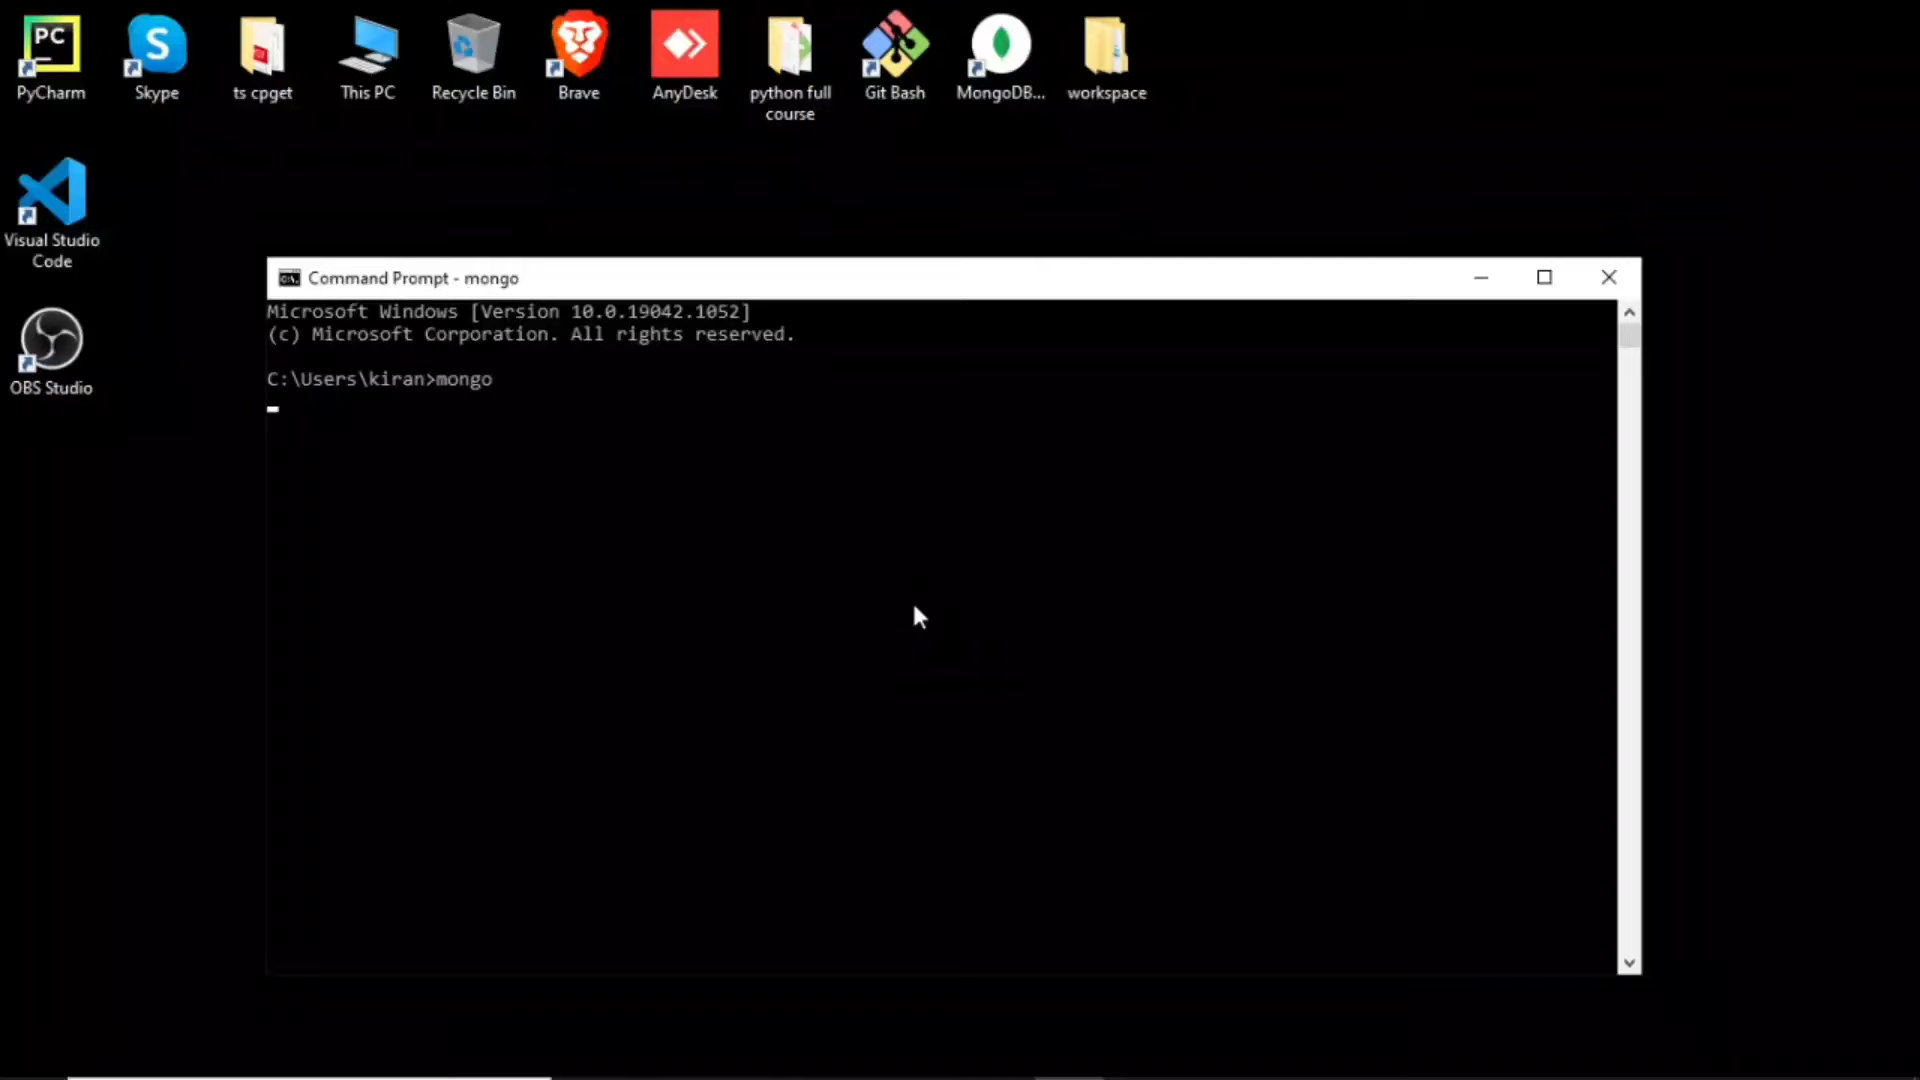 PC
PyCharm
S
Skype
ts cpget
This PC
Recycle Bin
Brave
AnyDesk
python full
course
Git Bash
MongoDB...
workspace
Visual Studio
Code
OBS Studio
C:\. Command Prompt - mongo
Microsoft Windows [Version 10.0.19042.1052]
(c) Microsoft Corporation. All rights reserved.
C:\Users\kiran>mongo